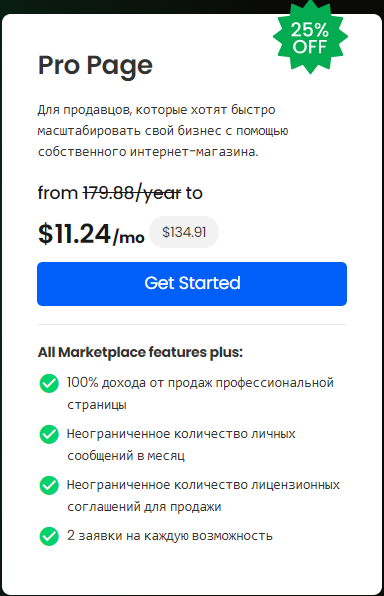 25%
OFF
Pro Page
Для продавцов, которые хотят быстро
масштабировать свой бизнес с помощью
собственного интернет-магазина.
from 179.88/year to
$11.24/mo $134.91
Get Started
All Marketplace features plus:
100% дохода от продаж профессиональной
страницы
Неограниченное количество личных
сообщений в месяц
Неограниченное количество лицензионных
соглашений для продажи
2 заявки на каждую возможность